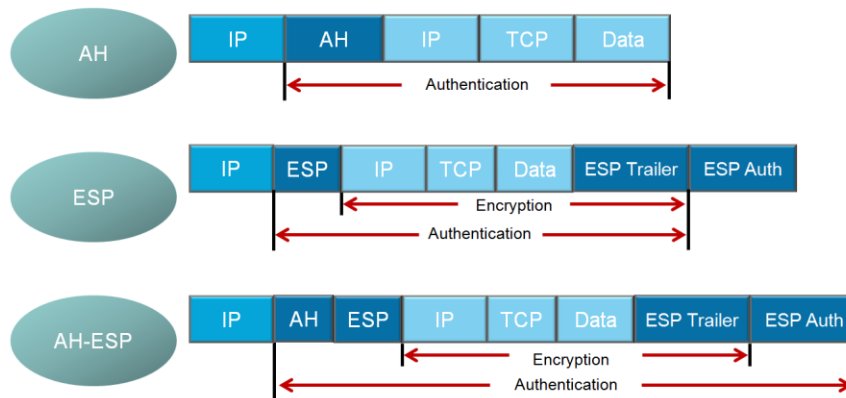 AH
IP AH IP TCP Data
Authentication
ESP
IP ESP IP TCP Data ESP Trailer ESP Auth
Encryption
Authentication
AH-ESP
IP AH ESP IP TCP Data ESP Trailer ESP Auth
Encryption
Authentication